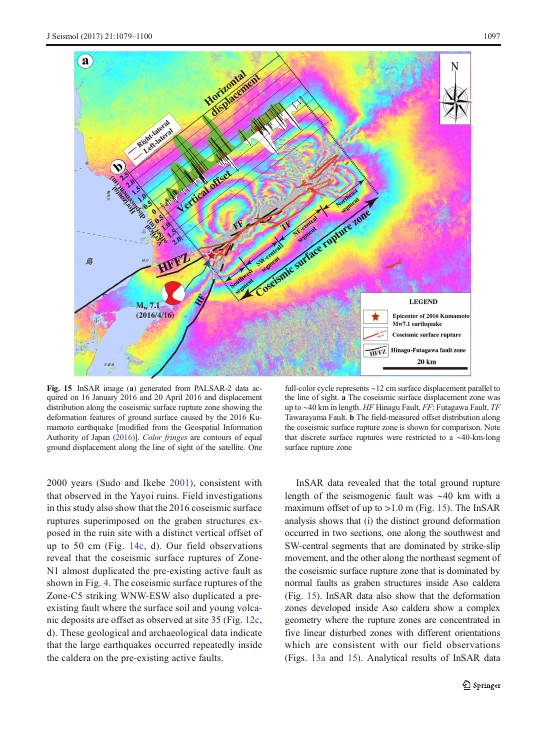 J Seismol (2017) 21:1079–1100
1097
a
N
Horizontal
displacement
Right-lateral
Left-lateral
b
Vertical offset
FF
TF
Northeast
segment
NE-central
segment
SW-central
segment
Southwest
segment
Coseismic surface rupture zone
HFFZ
HF
Mw 7.1
(2016/4/16)
LEGEND
Epicenter of 2016 Kumamoto
Mw7.1 earthquake
Coseismic surface rupture
HFFZ Hinagu-Futagawa fault zone
20 km
Fig. 15 InSAR image (a) generated from PALSAR-2 data ac-
quired on 16 January 2016 and 20 April 2016 and displacement
distribution along the coseismic surface rupture zone showing the
deformation features of ground surface caused by the 2016 Ku-
mamoto earthquake [modified from the Geospatial Information
Authority of Japan (2016)]. Color fringes are contours of equal
ground displacement along the line of sight of the satellite. One
full-color cycle represents ~12 cm surface displacement parallel to
the line of sight. a The coseismic surface displacement zone was
up to ~40 km in length. HF Hinagu Fault, FF: Futagawa Fault, TF
Tawarayama Fault. b The field-measured offset distribution along
the coseismic surface rupture zone is shown for comparison. Note
that discrete surface ruptures were restricted to a ~40-km-long
surface rupture zone
2000 years (Sudo and Ikebe 2001), consistent with
that observed in the Yayoi ruins. Field investigations
in this study also show that the 2016 coseismic surface
ruptures superimposed on the graben structures ex-
posed in the ruin site with a distinct vertical offset of
up to 50 cm (Fig. 14c, d). Our field observations
reveal that the coseismic surface ruptures of Zone-
N1 almost duplicated the pre-existing active fault as
shown in Fig. 4. The coseismic surface ruptures of the
Zone-C5 striking WNW-ESW also duplicated a pre-
existing fault where the surface soil and young volca-
nic deposits are offset as observed at site 35 (Fig. 12c,
d). These geological and archaeological data indicate
that the large earthquakes occurred repeatedly inside
the caldera on the pre-existing active faults.
InSAR data revealed that the total ground rupture
length of the seismogenic fault was ~40 km with a
maximum offset of up to >1.0 m (Fig. 15). The InSAR
analysis shows that (i) the distinct ground deformation
occurred in two sections, one along the southwest and
SW-central segments that are dominated by strike-slip
movement, and the other along the northeast segment of
the coseismic surface rupture zone that is dominated by
normal faults as graben structures inside Aso caldera
(Fig. 15). InSAR data also show that the deformation
zones developed inside Aso caldera show a complex
geometry where the rupture zones are concentrated in
five linear disturbed zones with different orientations
which are consistent with our field observations
(Figs. 13a and 15). Analytical results of InSAR data
Springer